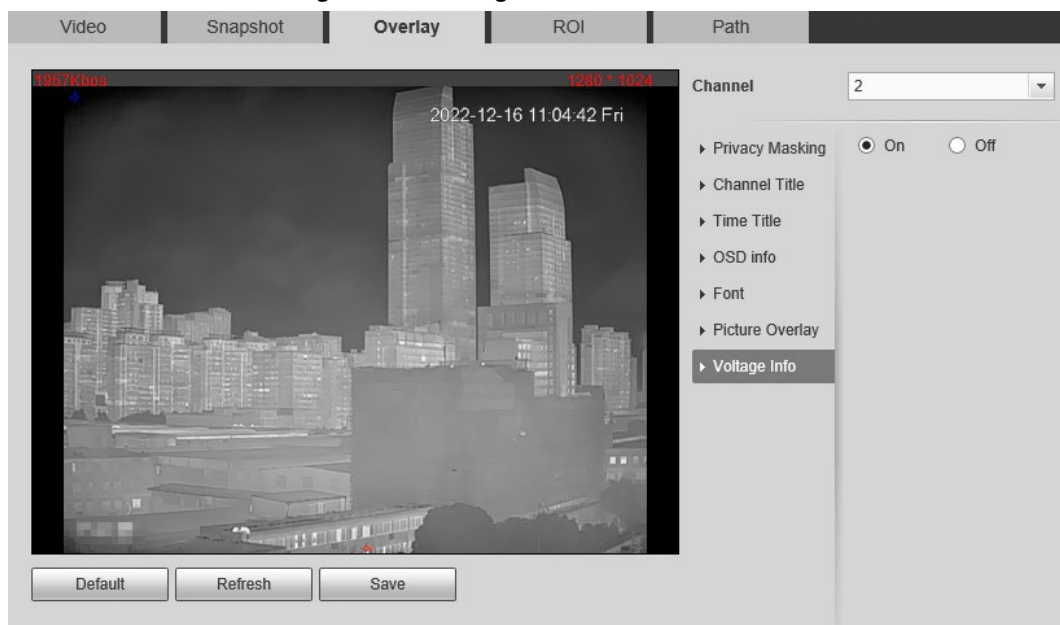 Video Snapshot Overlay ROI Path
1957Kbps 1280 * 1024
2022-12-16 11:04:42 Fri
Channel 2
Privacy Masking On Off
Channel Title
Time Title
OSD info
Font
Picture Overlay
Voltage Info
Default Refresh Save